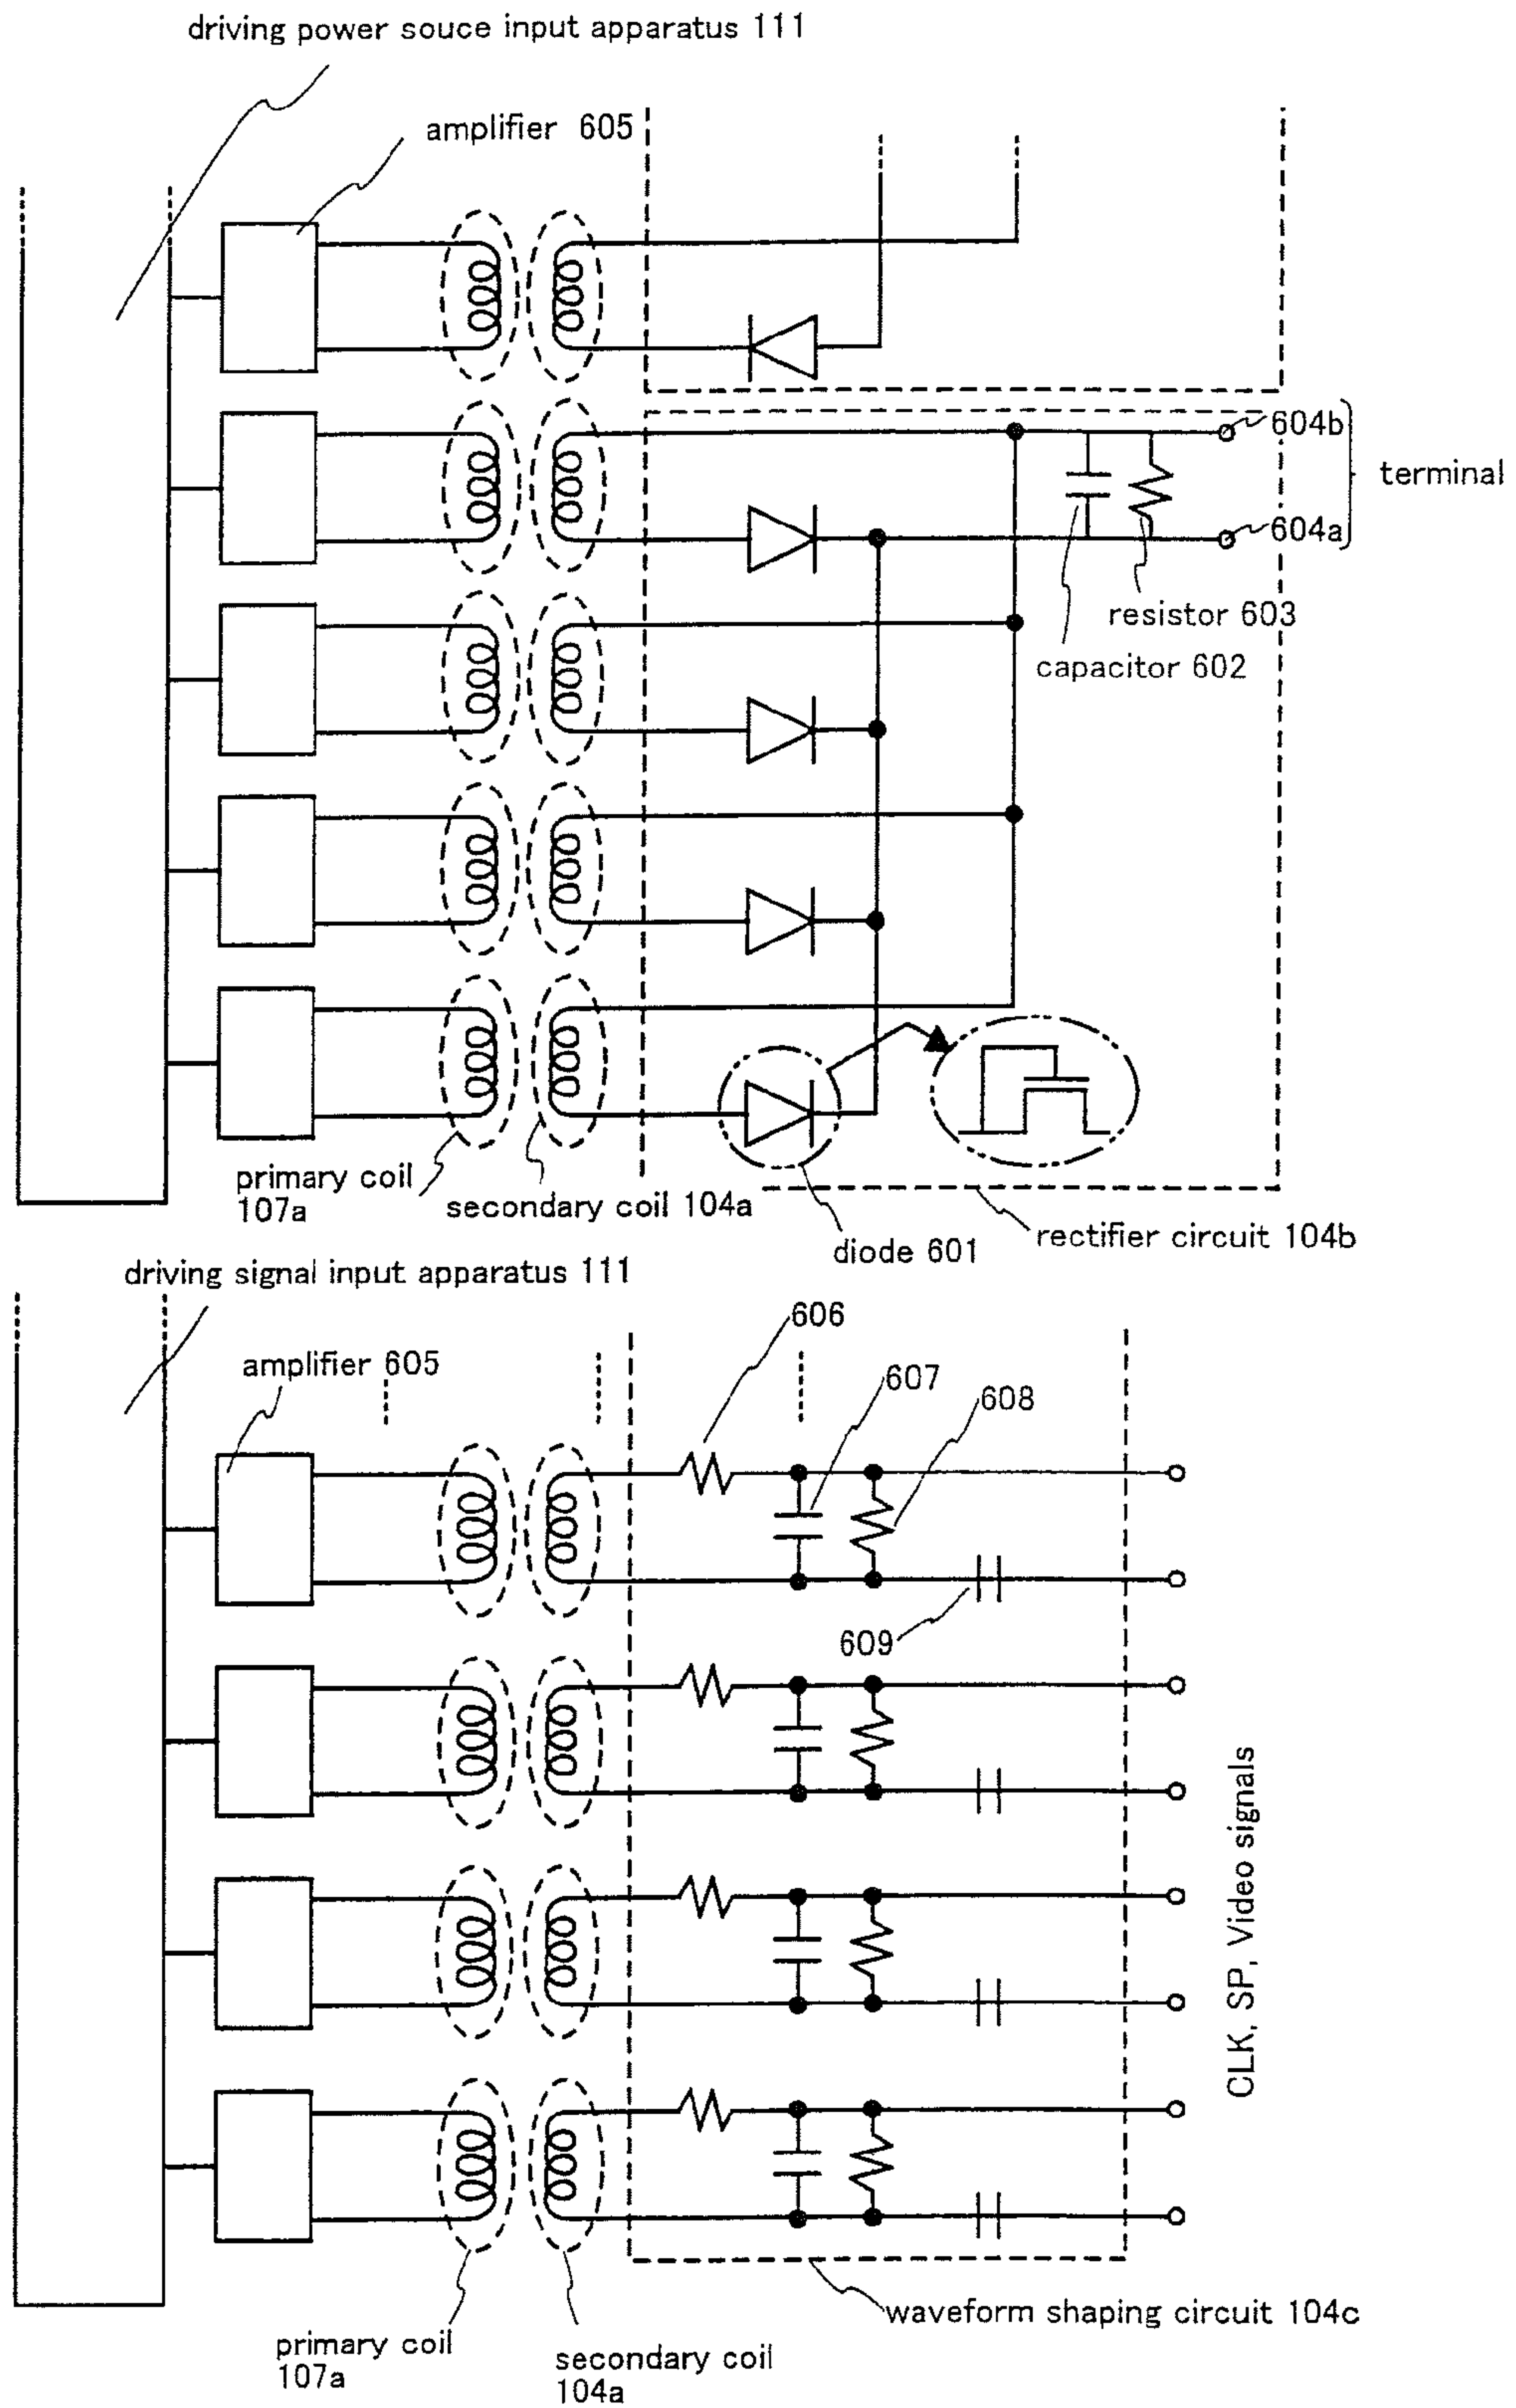 driving power souce input apparatus 111
amplifier 605
604b
terminal
604a
resistor 603
capacitor 602
primary coil
107a
secondary coil 104a
diode 601
rectifier circuit 104b
driving signal input apparatus 111
amplifier 605
606
607
608
609
CLK, SP, Video signals
waveform shaping circuit 104c
primary coil
107a
secondary coil
104a